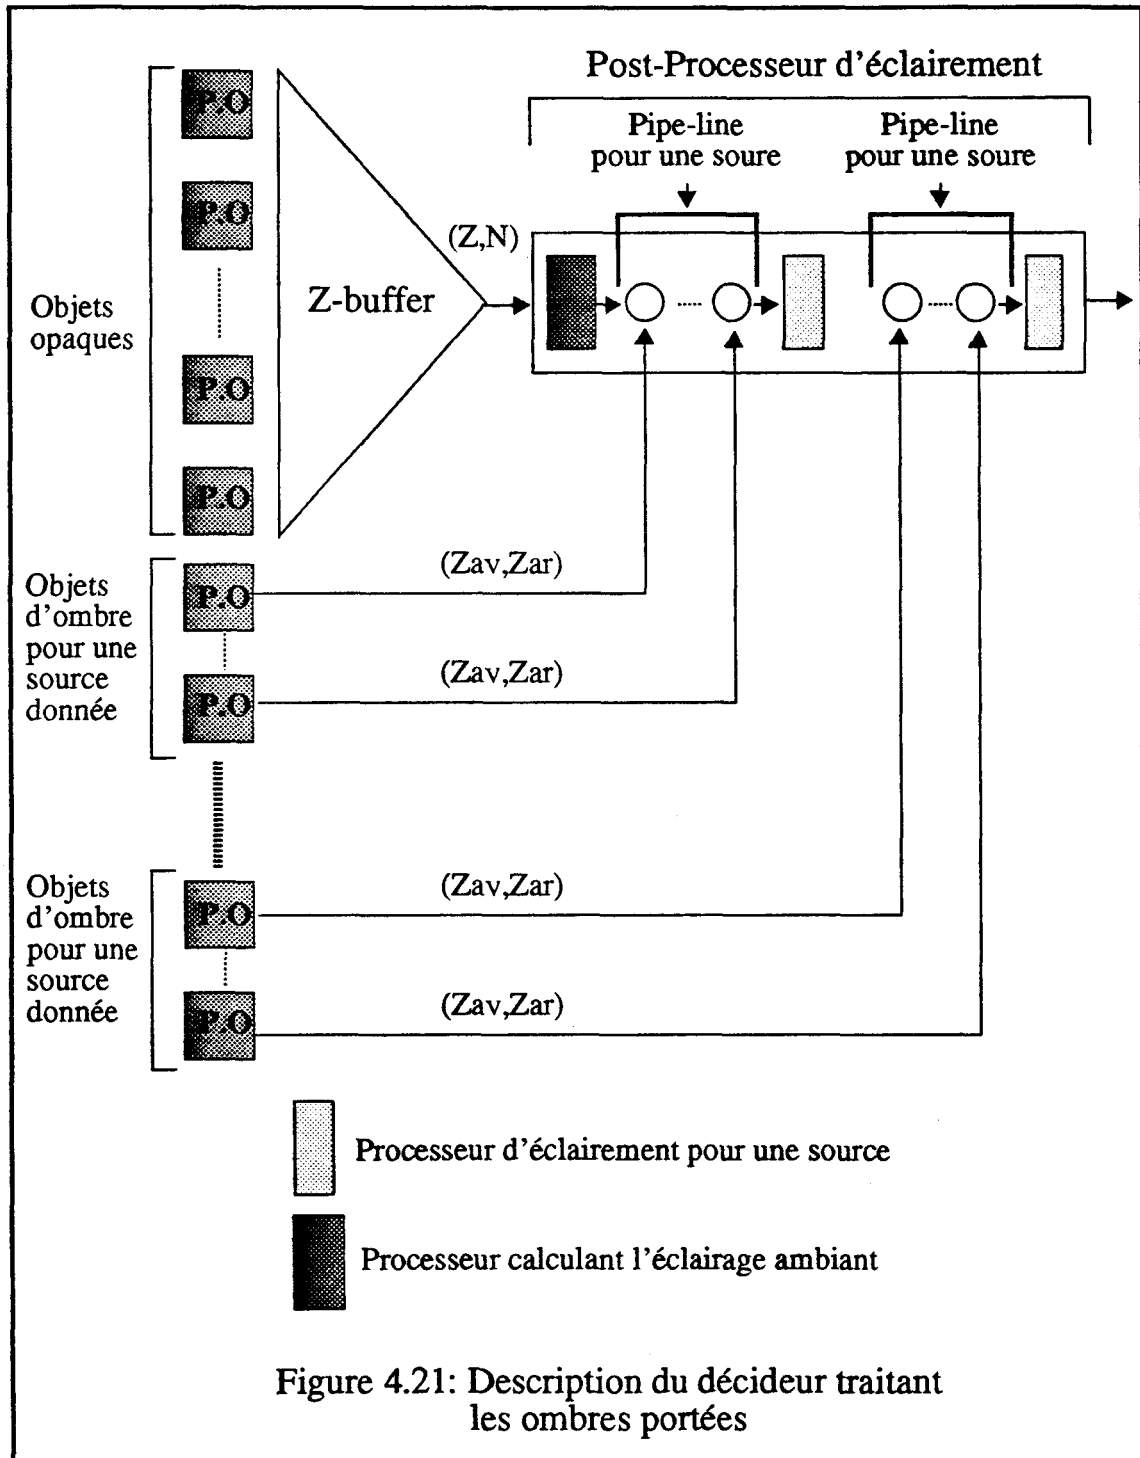 Post-Processeur d'éclairement
Pipe-line
pour une soure
Pipe-line
pour une soure
P.O
P.O
P.O
P.O
Objets
opaques
Z-buffer
(Z,N)
Objets
d'ombre
pour une
source
donnée
P.O
P.O
(Zav,Zar)
(Zav,Zar)
Objets
d'ombre
pour une
source
donnée
P.O
P.O
(Zav,Zar)
(Zav,Zar)
Processeur d'éclairement pour une source
Processeur calculant l'éclairage ambiant
Figure 4.21: Description du décideur traitant
les ombres portées